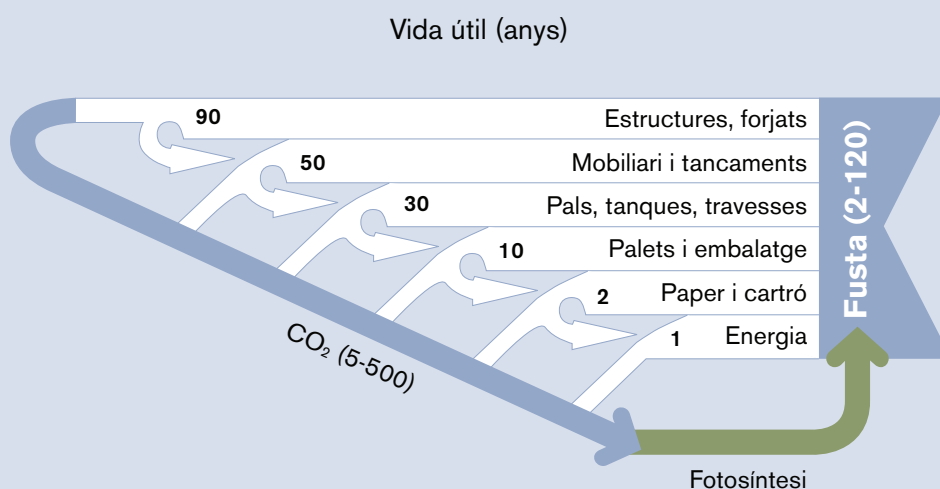 Vida útil (anys)
90 Estructures, forjats
50 Mobiliari i tancaments
30 Pals, tanques, travesses
10 Palets i embalatge
2 Paper i cartró
1 Energia
Fusta (2-120)
CO₂ (5-500)
Fotosíntesi